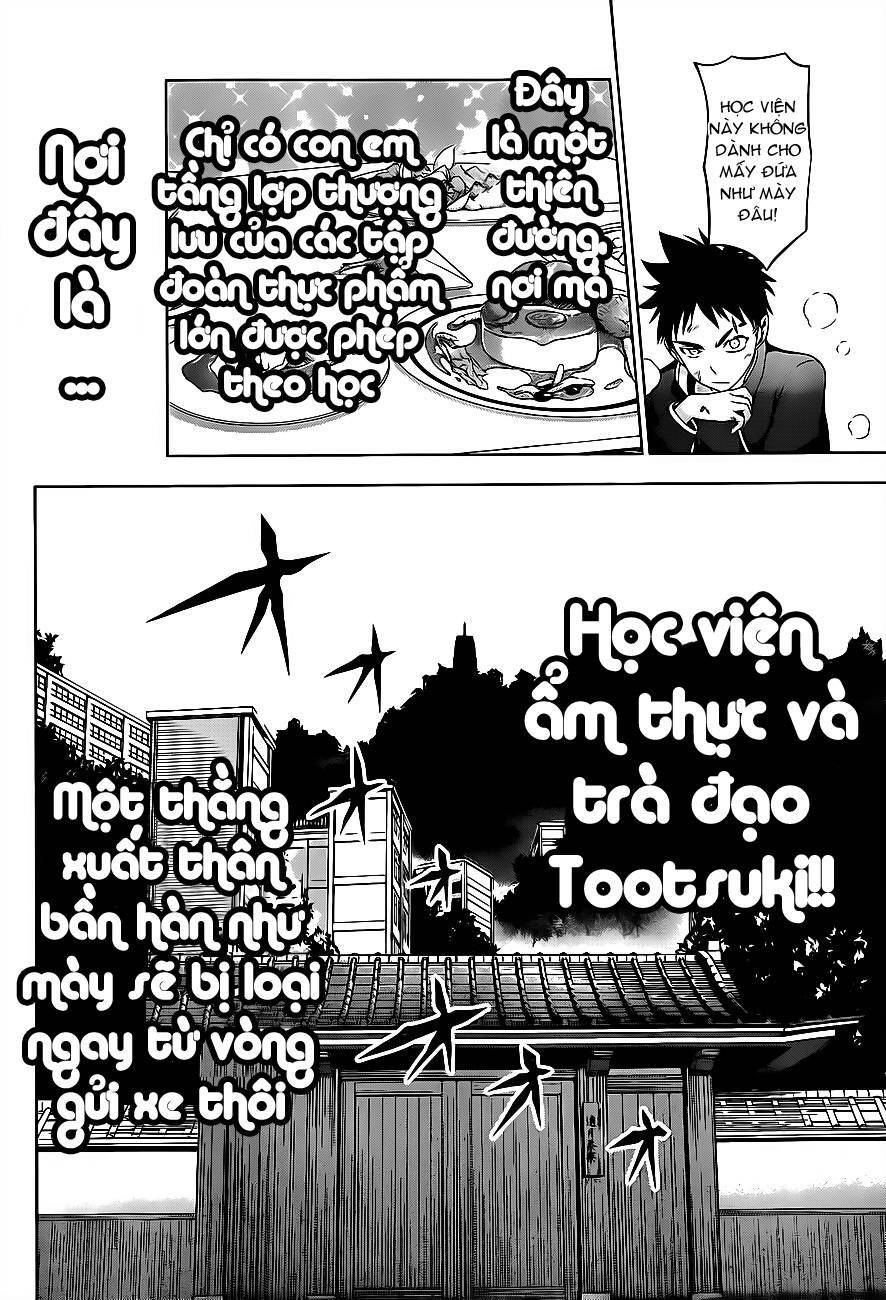 HỌC VIỆN
NÀY KHÔNG
DÀNH CHO
MẤY ĐỨA
NHƯ MÀY
ĐÂU!
Đây
là một
thiên
đường,
nơi mà
Chỉ có con em
tầng lợp thượng
lưu của các tập
đoàn thực phẩm
lớn được phép
theo học
Nơi
đây
là
...
Học viện
ẩm thực và
trà đạo
Tootsuki!!
Một thằng
xuất thân
bần hàn như
mày sẽ bị loại
ngay từ vòng
gửi xe thôi